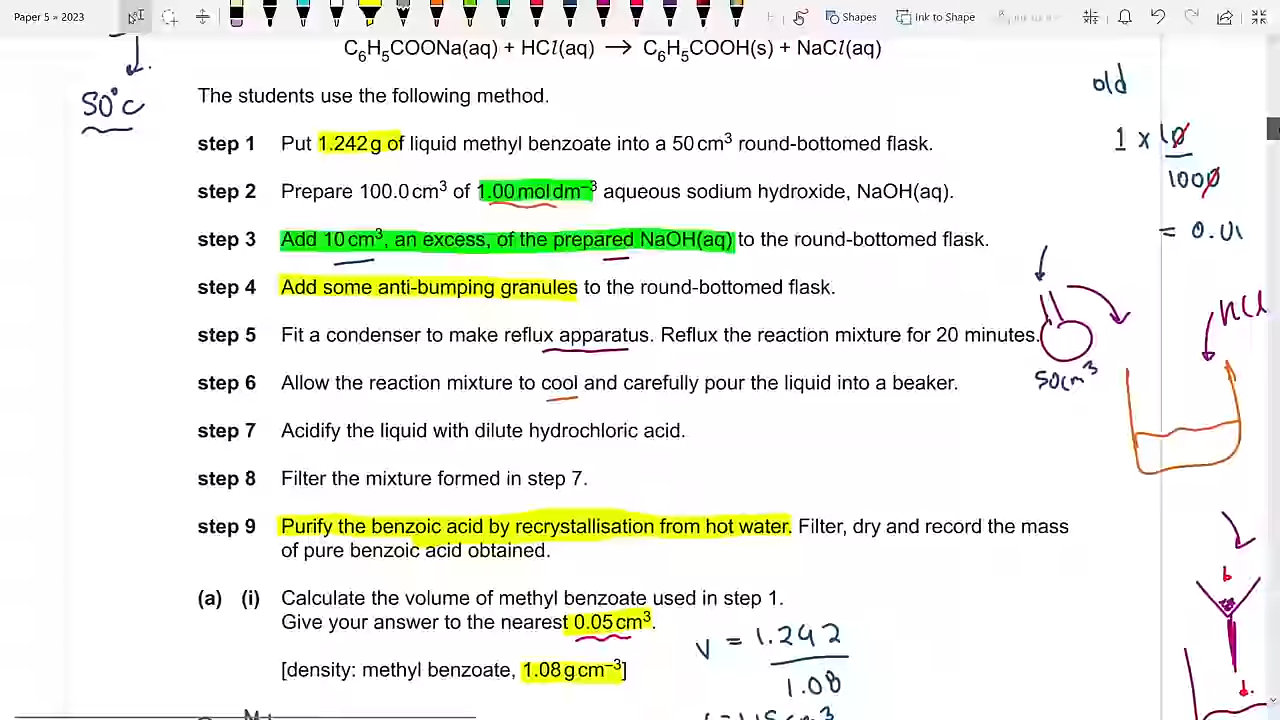 Paper 5 » 2023
Shapes
Ink to Shape
C₆H₅COONa(aq) + HCl(aq) → C₆H₅COOH(s) + NaCl(aq)
50°C
The students use the following method.
old
step 1 Put 1.242 g of liquid methyl benzoate into a 50 cm³ round-bottomed flask.
1 × 10
1000
step 2 Prepare 100.0 cm³ of 1.00 mol dm⁻³ aqueous sodium hydroxide, NaOH(aq).
= 0.01
step 3 Add 10 cm³, an excess, of the prepared NaOH(aq) to the round-bottomed flask.
step 4 Add some anti-bumping granules to the round-bottomed flask.
HCl
step 5 Fit a condenser to make reflux apparatus. Reflux the reaction mixture for 20 minutes.
50cm³
step 6 Allow the reaction mixture to cool and carefully pour the liquid into a beaker.
step 7 Acidify the liquid with dilute hydrochloric acid.
step 8 Filter the mixture formed in step 7.
step 9 Purify the benzoic acid by recrystallisation from hot water. Filter, dry and record the mass
of pure benzoic acid obtained.
(a) (i) Calculate the volume of methyl benzoate used in step 1.
Give your answer to the nearest 0.05 cm³.
V = 1.242
1.08
[density: methyl benzoate, 1.08 g cm⁻³]